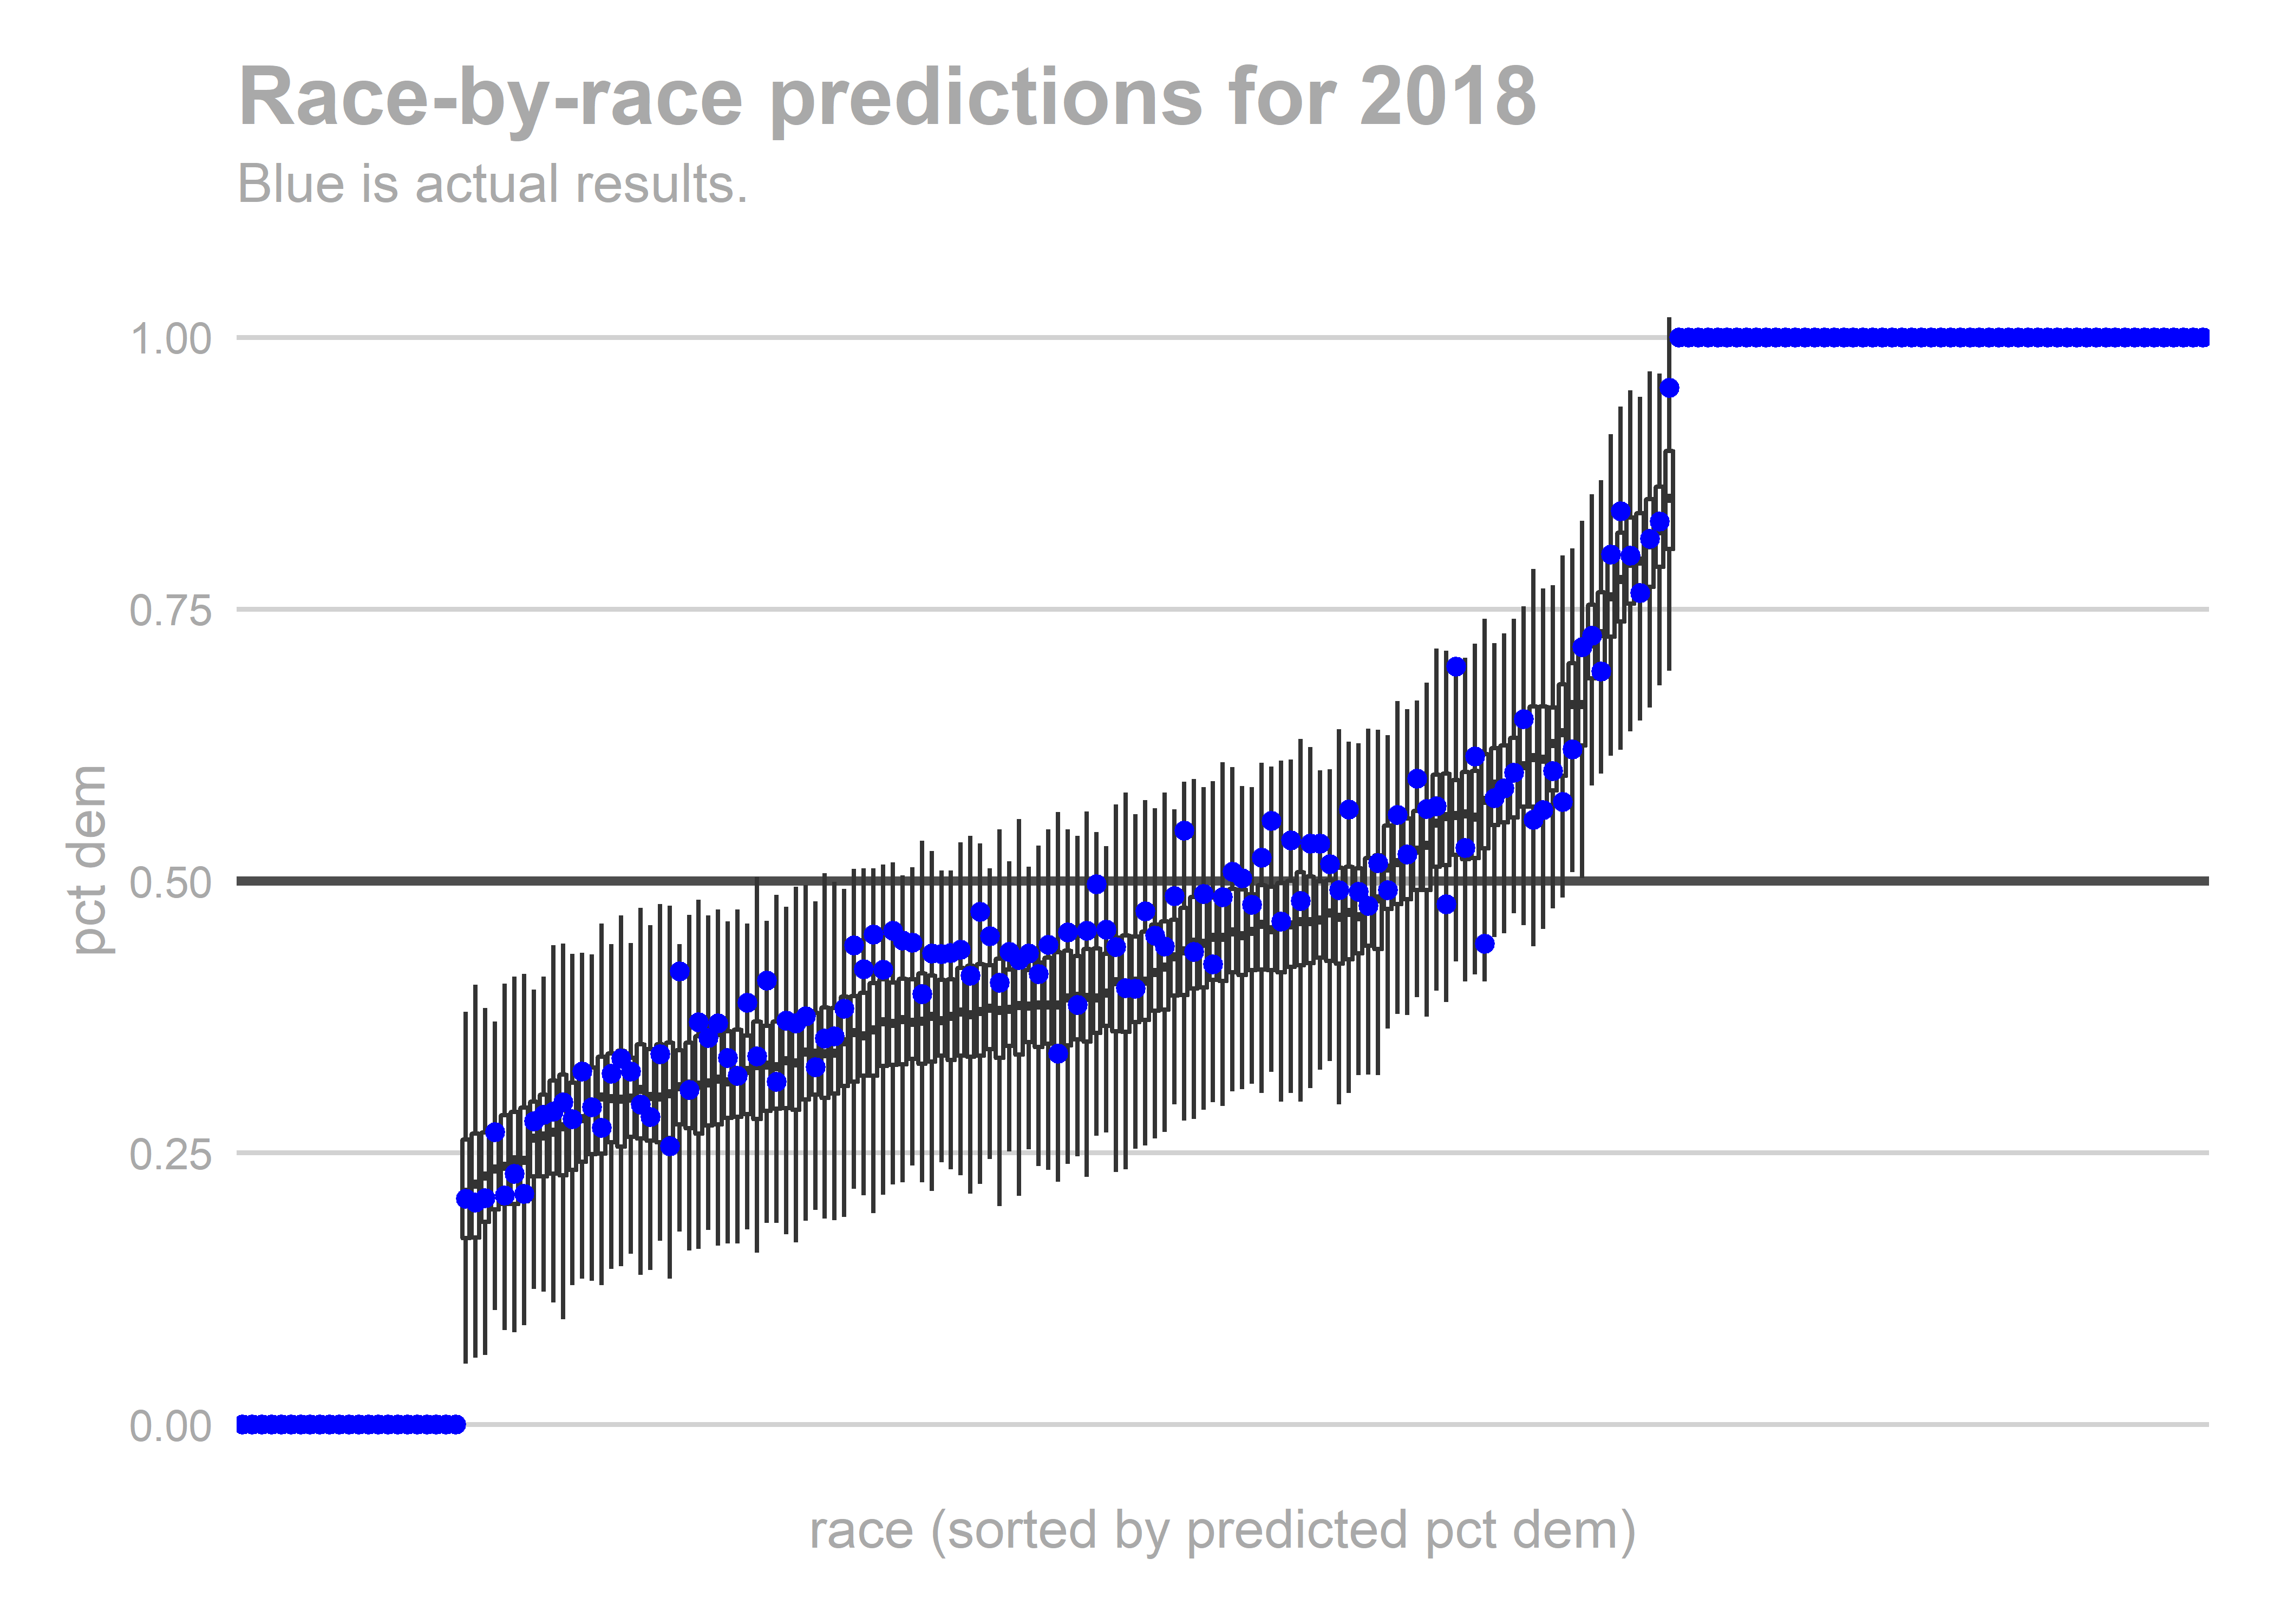 Race-by-race predictions for 2018
Blue is actual results.
1.00
0.75
0.50
0.25
0.00
pct dem
race (sorted by predicted pct dem)